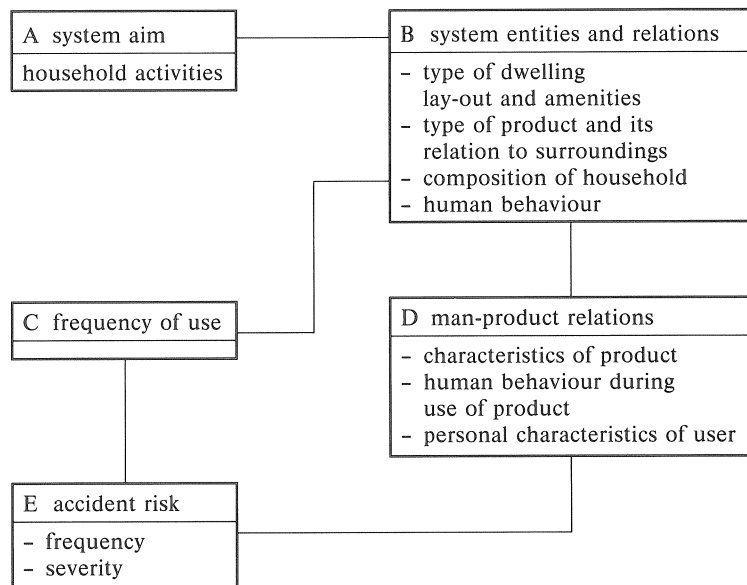 A system aim
household activities
B system entities and relations
– type of dwelling
lay-out and amenities
– type of product and its
relation to surroundings
– composition of household
– human behaviour
C frequency of use
D man-product relations
– characteristics of product
– human behaviour during
use of product
– personal characteristics of user
E accident risk
– frequency
– severity